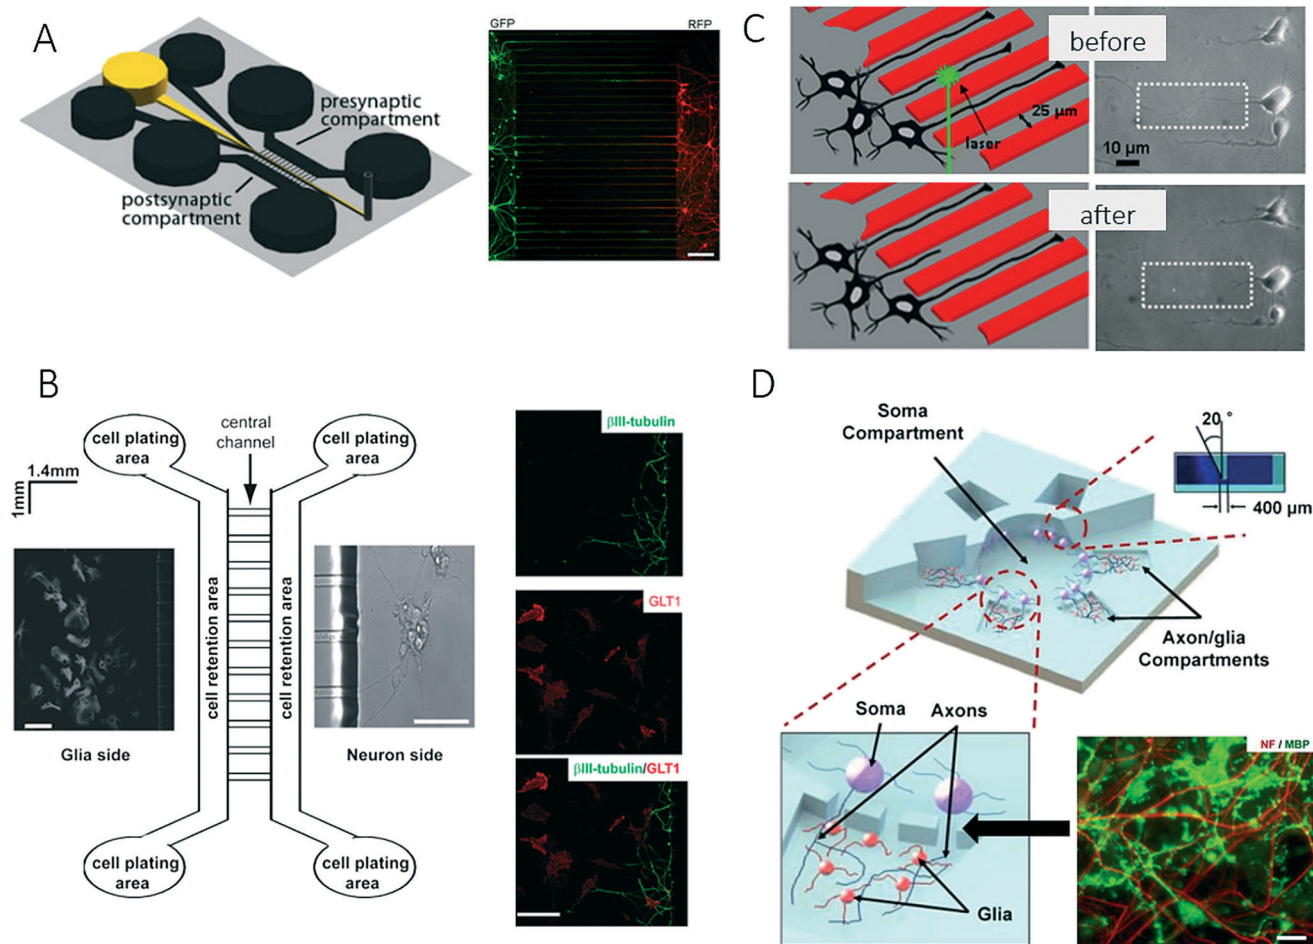 A
GFP
RFP
presynaptic
compartment
postsynaptic
compartment
C
before
25 µm
laser
10 µm
after
B
central
channel
cell plating
area
cell plating
area
1.4mm
1mm
cell retention area
cell retention area
Glia side
Neuron side
cell plating
area
cell plating
area
βIII-tubulin
GLT1
βIII-tubulin/GLT1
D
Soma
Compartment
20 °
400 µm
Axon/glia
Compartments
Soma
Axons
Glia
NF / MBP